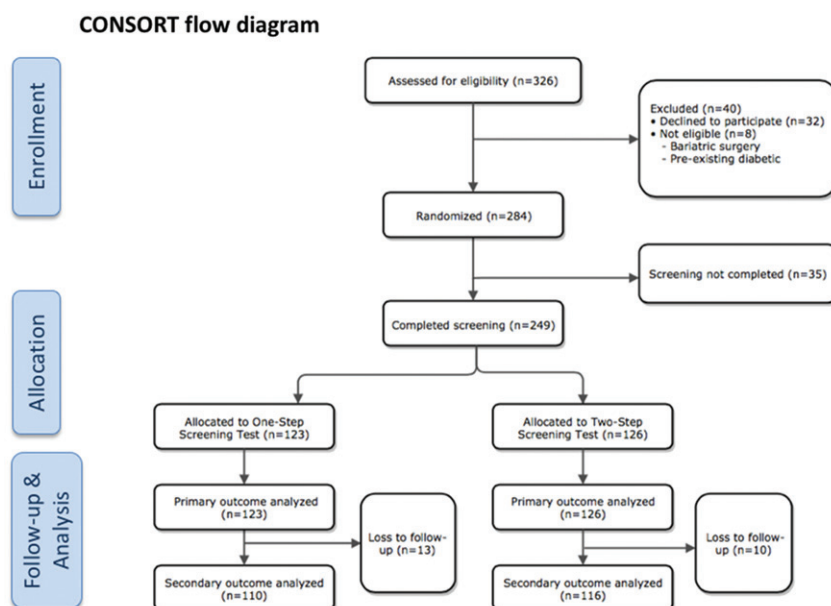 CONSORT flow diagram
Enrollment
Assessed for eligibility (n=326)
Excluded (n=40)
• Declined to participate (n=32)
• Not eligible (n=8)
- Bariatric surgery
- Pre-existing diabetic
Randomized (n=284)
Screening not completed (n=35)
Allocation
Completed screening (n=249)
Allocated to One-Step
Screening Test (n=123)
Allocated to Two-Step
Screening Test (n=126)
Follow-up &
Analysis
Primary outcome analyzed
(n=123)
Loss to follow-
up (n=13)
Secondary outcome analyzed
(n=110)
Primary outcome analyzed
(n=126)
Loss to follow-
up (n=10)
Secondary outcome analyzed
(n=116)